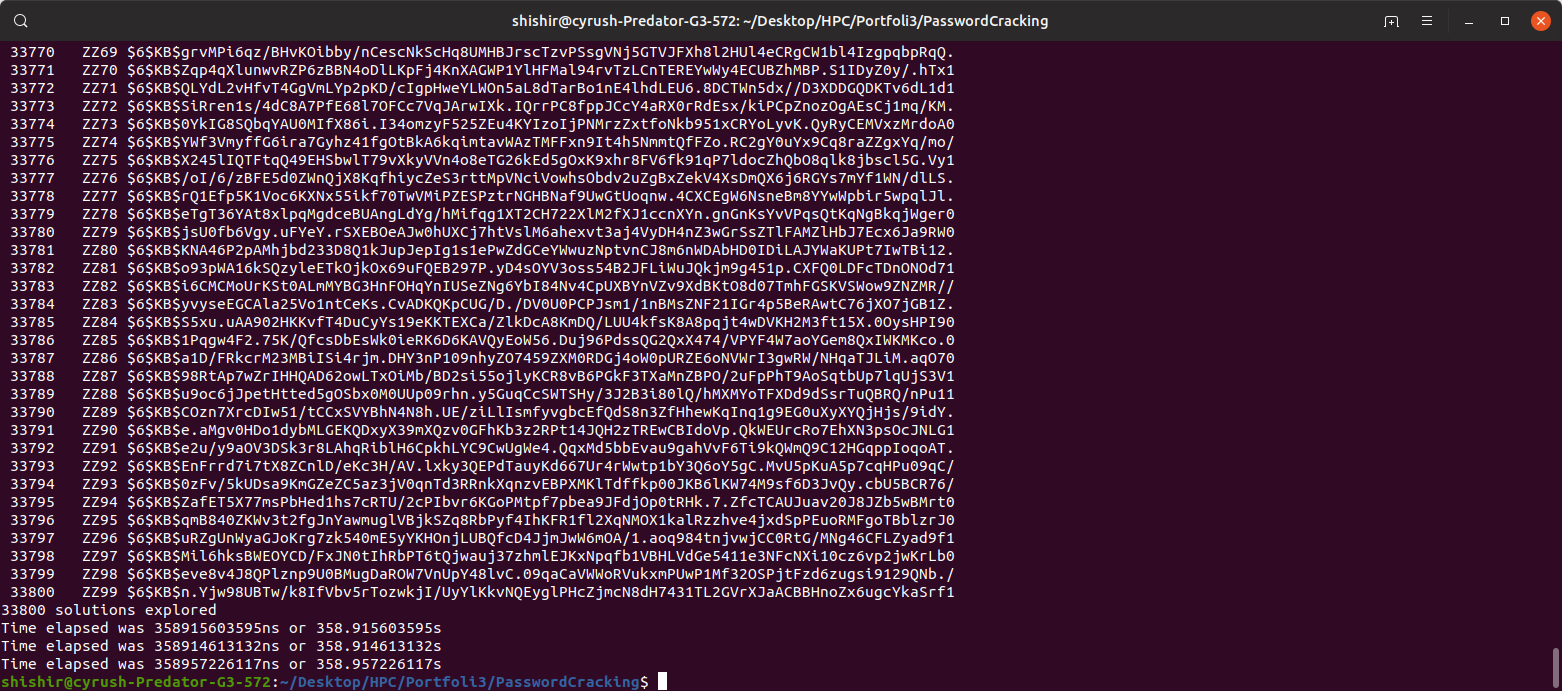 shishir@cyrush-Predator-G3-572: ~/Desktop/HPC/Portfoli3/PasswordCracking
33770 ZZ69 $6$KB$grvMPi6qz/BHvKOibby/nCescNkScHq8UMHBJrscTzvPSsgVNj5GTVJFXh8l2HUl4eCRgCW1bl4IzgpqbpRqQ.
33771 ZZ70 $6$KB$Zqp4qXlunwvRZP6zBBN4oDlLKpFj4KnXAGWP1YlHFMal94rvTzLCnTEREYwWy4ECUBZhMBP.S1IDyZ0y/.hTx1
33772 ZZ71 $6$KB$QLYdL2vHfvT4GgVmLYp2pKD/cIgpHweYLWOn5aL8dTarBo1nE4lhdLEU6.8DCTWn5dx//D3XDDGQDKTv6dL1d1
33773 ZZ72 $6$KB$SiRren1s/4dC8A7PfE68l7OFCc7VqJArwIXk.IQrrPC8fppJCcY4aRX0rRdEsx/kiPCpZnozOgAEsCj1mq/KM.
33774 ZZ73 $6$KB$0YkIG8SQbqYAU0MIfX86i.I34omzyF525ZEu4KYIzoIjPNMrzZxtfoNkb951xCRYoLyvK.QyRyCEMVxzMrdoA0
33775 ZZ74 $6$KB$YWf3VmyffG6ira7Gyhz41fgOtBkA6kqimtavWAzTMFFxn9It4h5NmmtQfFZo.RC2gY0uYx9Cq8raZZgxYq/mo/
33776 ZZ75 $6$KB$X245lIQTFtqQ49EHSbwlT79vXkyVVn4o8eTG26kEd5gOxK9xhr8FV6fk91qP7ldocZhQbO8qlk8jbscl5G.Vy1
33777 ZZ76 $6$KB$/oI/6/zBFE5d0ZWnQjX8KqfhiycZeS3rttMpVNciVowhsObdv2uZgBxZekV4XsDmQX6j6RGYs7mYf1WN/dlLS.
33778 ZZ77 $6$KB$rQ1Efp5K1Voc6KXNx55ikf70TwVMiPZESPztrNGHBNaf9UwGtUoqnw.4CXCEgW6NsneBm8YYwWpbir5wpqlJl.
33779 ZZ78 $6$KB$eTgT36YAt8xlpqMgdceBUAngLdYg/hMifqg1XT2CH722XlM2fXJ1ccnXYn.gnGnKsYvVPqsQtKqNgBkqjWger0
33780 ZZ79 $6$KB$jsU0fb6Vgy.uFYeY.rSXEBOeAJw0hUXCj7htVslM6ahexvt3aj4VyDH4nZ3wGrSsZTlFAMZlHbJ7Ecx6Ja9RW0
33781 ZZ80 $6$KB$KNA46P2pAMhjbd233D8Q1kJupJepIg1s1ePwZdGCeYWwuzNptvnCJ8m6nWDAbHD0IDiLAJYWaKUPt7IwTBi12.
33782 ZZ81 $6$KB$o93pWA16kSQzyleETkOjkOx69uFQEB297P.yD4sOYV3oss54B2JFLiWuJQkjm9g451p.CXFQ0LDFcTDnONOd71
33783 ZZ82 $6$KB$i6CMCMoUrKSt0ALmMYBG3HnFOHqYnIUSeZNg6YbI84Nv4CpUXBYnVZv9XdBKtO8d07TmhFGSKVSWow9ZNZMR//
33784 ZZ83 $6$KB$yvyseEGCAla25Vo1ntCeKs.CvADKQKpCUG/D./DV0U0PCPJsm1/1nBMsZNF21IGr4p5BeRAwtC76jXO7jGB1Z.
33785 ZZ84 $6$KB$S5xu.uAA902HKKvfT4DuCyYs19eKKTEXCa/ZlkDcA8KmDQ/LUU4kfsK8A8pqjt4wDVKH2M3ft15X.0OysHPI90
33786 ZZ85 $6$KB$1Pqgw4F2.75K/QfcsDbEsWk0ieRK6D6KAVQyEoW56.Duj96PdssQG2QxX474/VPYF4W7aoYGem8QxIWKMKco.0
33787 ZZ86 $6$KB$a1D/FRkcrM23MBiISi4rjm.DHY3nP109nhyZO7459ZXM0RDGj4oW0pURZE6oNVWrI3gwRW/NHqaTJLiM.aqO70
33788 ZZ87 $6$KB$98RtAp7wZrIHHQAD62owLTxOiMb/BD2si55ojlyKCR8vB6PGkF3TXaMnZBPO/2uFpPhT9AoSqtbUp7lqUjS3V1
33789 ZZ88 $6$KB$u9oc6jJpetHtted5gOSbx0M0UUp09rhn.y5GuqCcSWTSHy/3J2B3i80lQ/hMXMYoTFXDd9dSsrTuQBRQ/nPu11
33790 ZZ89 $6$KB$COzn7XrcDIw51/tCCxSVYBhN4N8h.UE/ziLlIsmfyvgbcEfQdS8n3ZfHhewKqInq1g9EG0uXyXYQjHjs/9idY.
33791 ZZ90 $6$KB$e.aMgv0HDo1dybMLGEKQDxyX39mXQzv0GFhKb3z2RPt14JQH2zTREwCBIdoVp.QkWEUrcRo7EhXN3psOcJNLG1
33792 ZZ91 $6$KB$e2u/y9aOV3DSk3r8LAhqRiblH6CpkhLYC9CwUgWe4.QqxMd5bbEvau9gahVvF6Ti9kQWmQ9C12HGqppIoqoAT.
33793 ZZ92 $6$KB$EnFrrd7i7tX8ZCnlD/eKc3H/AV.lxky3QEPdTauyKd667Ur4rWwtp1bY3Q6oY5gC.MvU5pKuA5p7cqHPu09qC/
33794 ZZ93 $6$KB$0zFv/5kUDsa9KmGZeZC5az3jV0qnTd3RRnkXqnzvEBPXMKlTdffkp00JKB6lKW74M9sf6D3JvQy.cbU5BCR76/
33795 ZZ94 $6$KB$ZafET5X77msPbHed1hs7cRTU/2cPIbvr6KGoPMtpf7pbea9JFdjOp0tRHk.7.ZfcTCAUJuav20J8JZb5wBMrt0
33796 ZZ95 $6$KB$qmB840ZKWv3t2fgJnYawmuglVBjkSZq8RbPyf4IhKFR1fl2XqNMOX1kalRzzhve4jxdSpPEuoRMFgoTBblzrJ0
33797 ZZ96 $6$KB$uRZgUnWyaGJoKrg7zk540mE5yYKHOnjLUBQfcD4JjmJwW6mOA/1.aoq984tnjvwjCC0RtG/MNg46CFLZyad9f1
33798 ZZ97 $6$KB$Mil6hksBWEOYCD/FxJN0tIhRbPT6tQjwauj37zhmlEJKxNpqfb1VBHLVdGe5411e3NFcNXi10cz6vp2jwKrLb0
33799 ZZ98 $6$KB$eve8v4J8QPlznp9U0BMugDaROW7VnUpY48lvC.09qaCaVWWoRVukxmPUwP1Mf32OSPjtFzd6zugsi9129QNb./
33800 ZZ99 $6$KB$n.Yjw98UBTw/k8IfVbv5rTozwkjI/UyYlKkvNQEyglPHcZjmcN8dH7431TL2GVrXJaACBBHnoZx6ugcYkaSrf1
33800 solutions explored
Time elapsed was 358915603595ns or 358.915603595s
Time elapsed was 358914613132ns or 358.914613132s
Time elapsed was 358957226117ns or 358.957226117s
shishir@cyrush-Predator-G3-572:~/Desktop/HPC/Portfoli3/PasswordCracking$